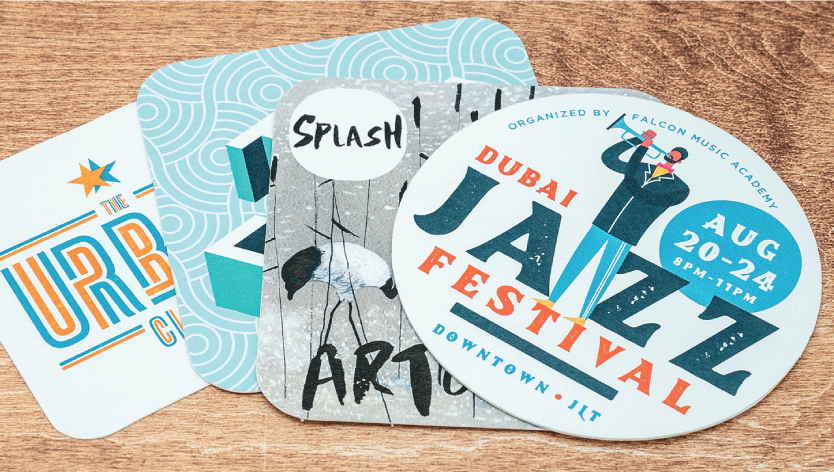 THE
URB
SPLASH
ART
ORGANIZED BY FALCON MUSIC ACADEMY
DUBAI
JAZZ
FESTIVAL
AUG
20-24
8PM-11PM
DOWNTOWN • JLT